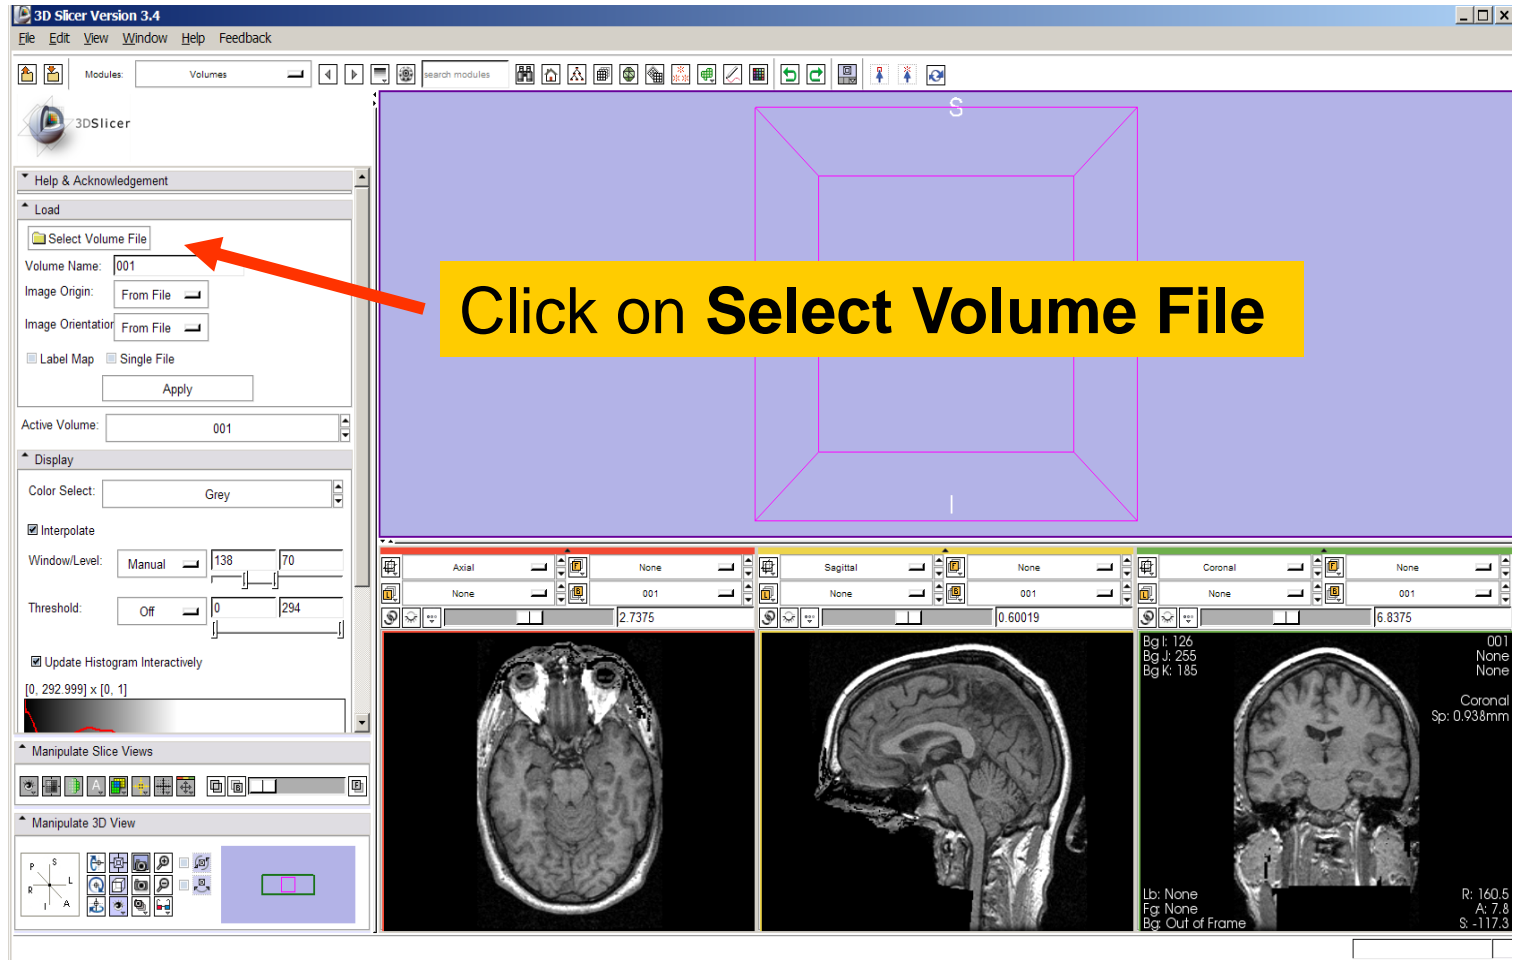 3D Slicer Version 3.4
File Edit View Window Help Feedback
Modules: Volumes search modules
3DSlicer
Help & Acknowledgement
Load
Select Volume File
Volume Name: 001
Image Origin: From File
Image Orientation From File
Label Map Single File
Apply
Active Volume: 001
Display
Color Select: Grey
Interpolate
Window/Level: Manual 138 70
Threshold: Off 0 294
Update Histogram Interactively
[0, 292.999] x [0, 1]
Manipulate Slice Views
Manipulate 3D View
P S L R I A
S
Click on Select Volume File
I
Axial None
None 001
2.7375
Sagittal None
None 001
0.60019
Coronal None
None 001
6.8375
Bg I: 126 001
Bg J: 255 None
Bg K: 185 None
Coronal
Sp: 0.938mm
Lb: None R: 160.5
Fg: None A: 7.8
Bg: Out of Frame S: -117.3